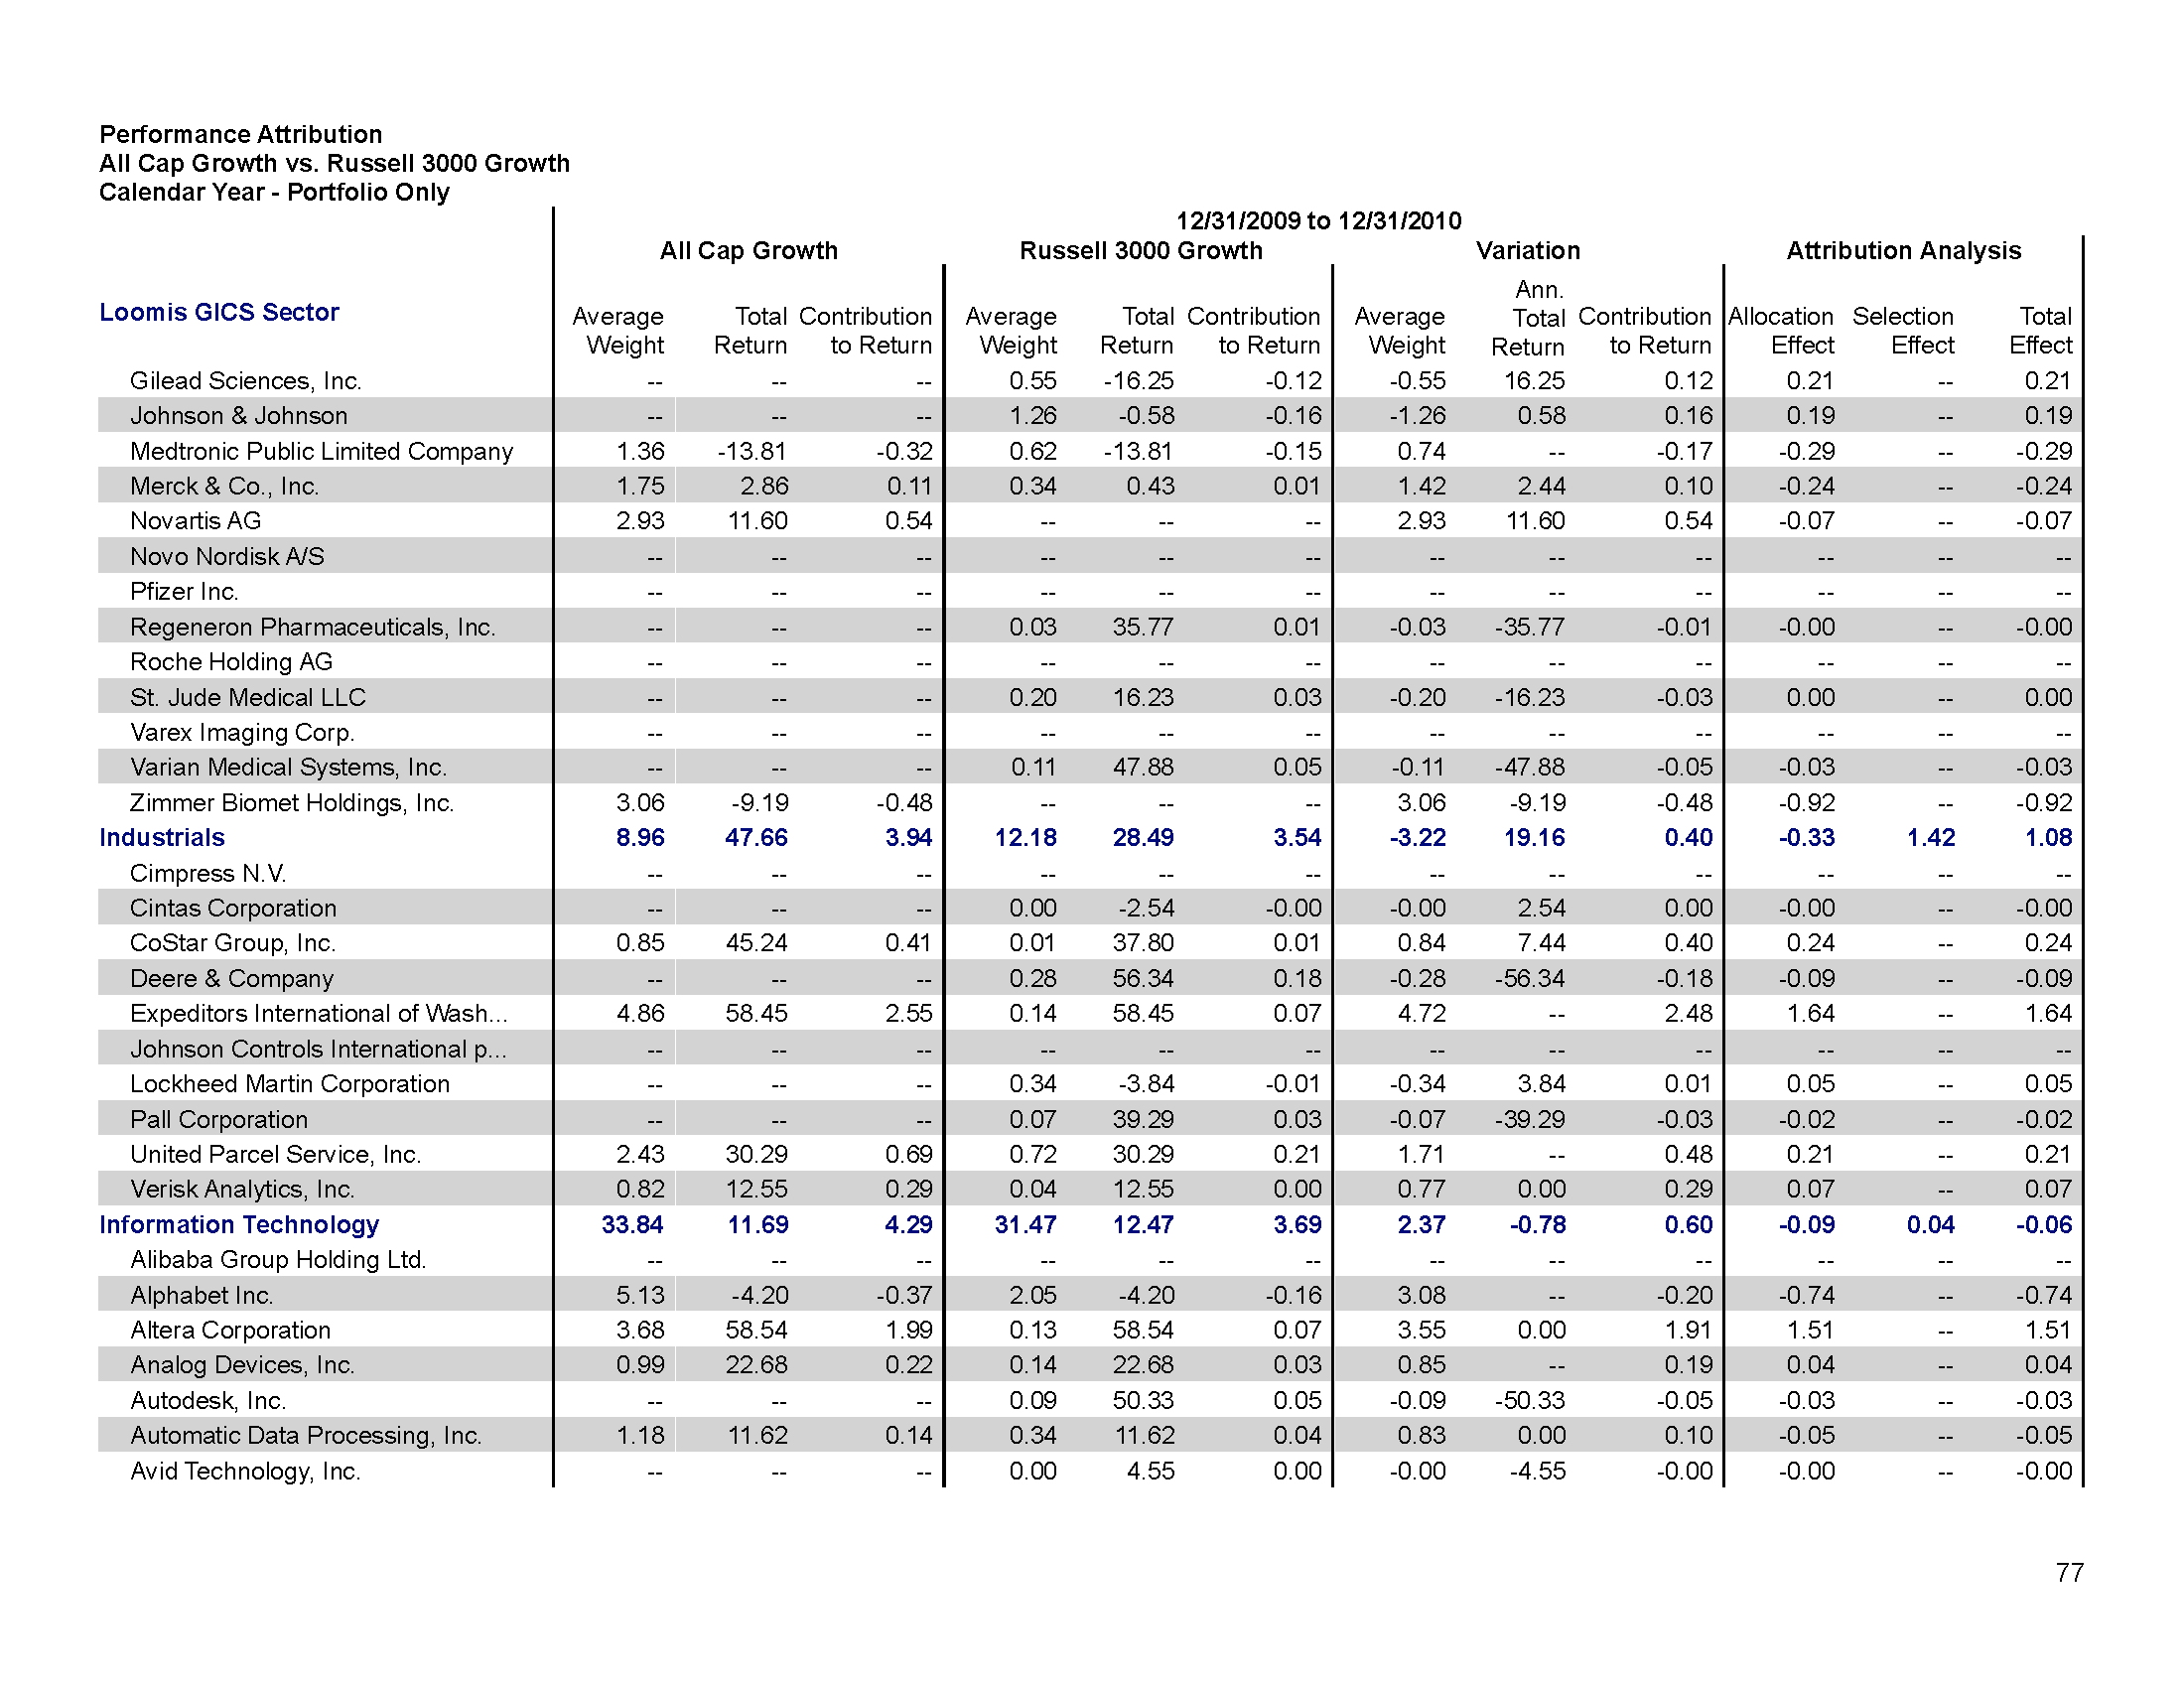 Performance Attribution
All Cap Growth vs. Russell 3000 Growth
Calendar Year - Portfolio Only
12/31/2009 to 12/31/2010
All Cap Growth Russell 3000 Growth Variation Attribution Analysis
Loomis GICS Sector Average Weight Total Return Contribution to Return Average Weight Total Return Contribution to Return Average Weight Ann. Total Return Contribution to Return Allocation Effect Selection Effect Total Effect
Gilead Sciences, Inc. -- -- -- 0.55 -16.25 -0.12 -0.55 16.25 0.12 0.21 -- 0.21
Johnson & Johnson -- -- -- 1.26 -0.58 -0.16 -1.26 0.58 0.16 0.19 -- 0.19
Medtronic Public Limited Company 1.36 -13.81 -0.32 0.62 -13.81 -0.15 0.74 -- -0.17 -0.29 -- -0.29
Merck & Co., Inc. 1.75 2.86 0.11 0.34 0.43 0.01 1.42 2.44 0.10 -0.24 -- -0.24
Novartis AG 2.93 11.60 0.54 -- -- -- 2.93 11.60 0.54 -0.07 -- -0.07
Novo Nordisk A/S -- -- -- -- -- -- -- -- -- -- -- --
Pfizer Inc. -- -- -- -- -- -- -- -- -- -- -- --
Regeneron Pharmaceuticals, Inc. -- -- -- 0.03 35.77 0.01 -0.03 -35.77 -0.01 -0.00 -- -0.00
Roche Holding AG -- -- -- -- -- -- -- -- -- -- -- --
St. Jude Medical LLC -- -- -- 0.20 16.23 0.03 -0.20 -16.23 -0.03 0.00 -- 0.00
Varex Imaging Corp. -- -- -- -- -- -- -- -- -- -- -- --
Varian Medical Systems, Inc. -- -- -- 0.11 47.88 0.05 -0.11 -47.88 -0.05 -0.03 -- -0.03
Zimmer Biomet Holdings, Inc. 3.06 -9.19 -0.48 -- -- -- 3.06 -9.19 -0.48 -0.92 -- -0.92
Industrials 8.96 47.66 3.94 12.18 28.49 3.54 -3.22 19.16 0.40 -0.33 1.42 1.08
Cimpress N.V. -- -- -- -- -- -- -- -- -- -- -- --
Cintas Corporation -- -- -- 0.00 -2.54 -0.00 -0.00 2.54 0.00 -0.00 -- -0.00
CoStar Group, Inc. 0.85 45.24 0.41 0.01 37.80 0.01 0.84 7.44 0.40 0.24 -- 0.24
Deere & Company -- -- -- 0.28 56.34 0.18 -0.28 -56.34 -0.18 -0.09 -- -0.09
Expeditors International of Wash... 4.86 58.45 2.55 0.14 58.45 0.07 4.72 -- 2.48 1.64 -- 1.64
Johnson Controls International p... -- -- -- -- -- -- -- -- -- -- -- --
Lockheed Martin Corporation -- -- -- 0.34 -3.84 -0.01 -0.34 3.84 0.01 0.05 -- 0.05
Pall Corporation -- -- -- 0.07 39.29 0.03 -0.07 -39.29 -0.03 -0.02 -- -0.02
United Parcel Service, Inc. 2.43 30.29 0.69 0.72 30.29 0.21 1.71 -- 0.48 0.21 -- 0.21
Verisk Analytics, Inc. 0.82 12.55 0.29 0.04 12.55 0.00 0.77 0.00 0.29 0.07 -- 0.07
Information Technology 33.84 11.69 4.29 31.47 12.47 3.69 2.37 -0.78 0.60 -0.09 0.04 -0.06
Alibaba Group Holding Ltd. -- -- -- -- -- -- -- -- -- -- -- --
Alphabet Inc. 5.13 -4.20 -0.37 2.05 -4.20 -0.16 3.08 -- -0.20 -0.74 -- -0.74
Altera Corporation 3.68 58.54 1.99 0.13 58.54 0.07 3.55 0.00 1.91 1.51 -- 1.51
Analog Devices, Inc. 0.99 22.68 0.22 0.14 22.68 0.03 0.85 -- 0.19 0.04 -- 0.04
Autodesk, Inc. -- -- -- 0.09 50.33 0.05 -0.09 -50.33 -0.05 -0.03 -- -0.03
Automatic Data Processing, Inc. 1.18 11.62 0.14 0.34 11.62 0.04 0.83 0.00 0.10 -0.05 -- -0.05
Avid Technology, Inc. -- -- -- 0.00 4.55 0.00 -0.00 -4.55 -0.00 -0.00 -- -0.00
77